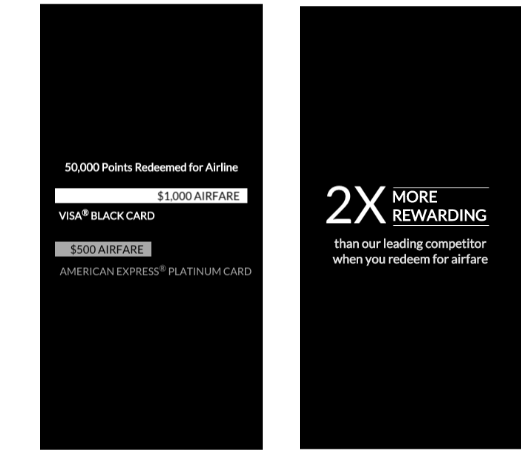 50,000 Points Redeemed for Airline
$1,000 AIRFARE
VISA® BLACK CARD
$500 AIRFARE
AMERICAN EXPRESS® PLATINUM CARD
2X MORE
REWARDING
than our leading competitor
when you redeem for airfare